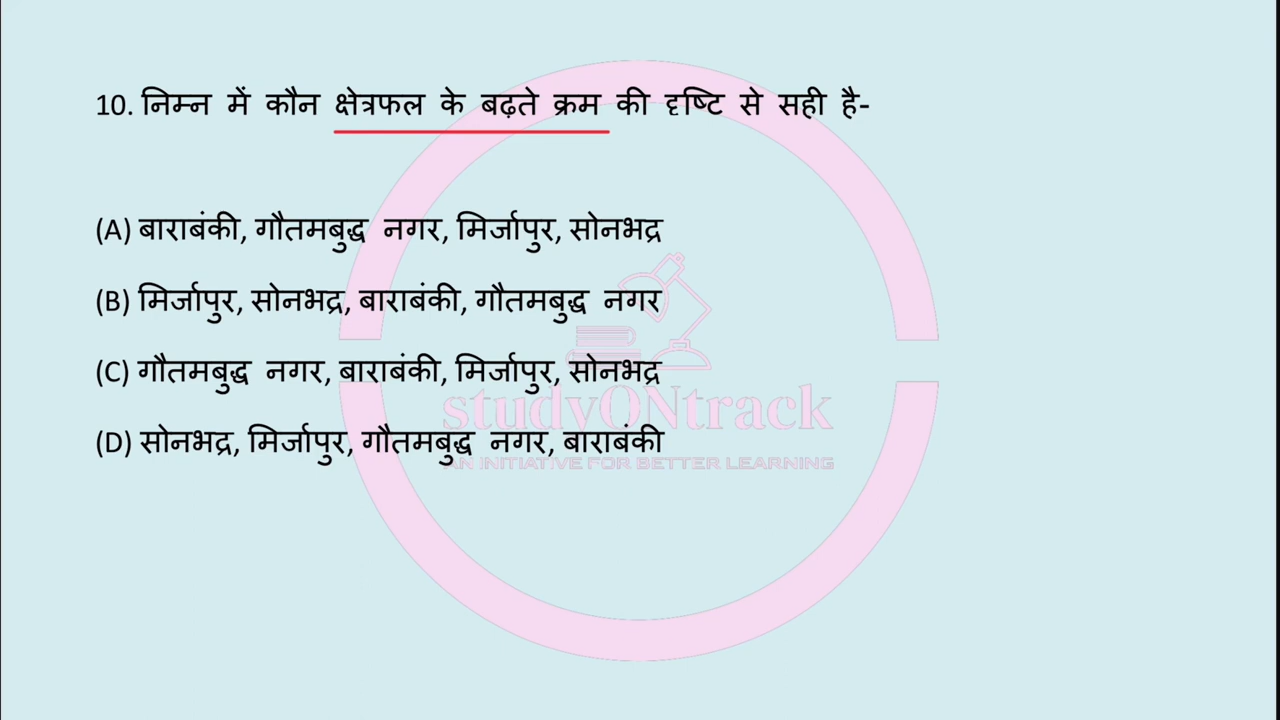 10. निम्न में कौन क्षेत्रफल के बढ़ते क्रम की दृष्टि से सही है-
(A) बाराबंकी, गौतमबुद्ध नगर, मिर्जापुर, सोनभद्र
(B) मिर्जापुर, सोनभद्र, बाराबंकी, गौतमबुद्ध नगर
(C) गौतमबुद्ध नगर, बाराबंकी, मिर्जापुर, सोनभद्र
studyONtrack
(D) सोनभद्र, मिर्जापुर, गौतमबुद्ध नगर, बाराबंकी
AN INITIATIVE FOR BETTER LEARNING